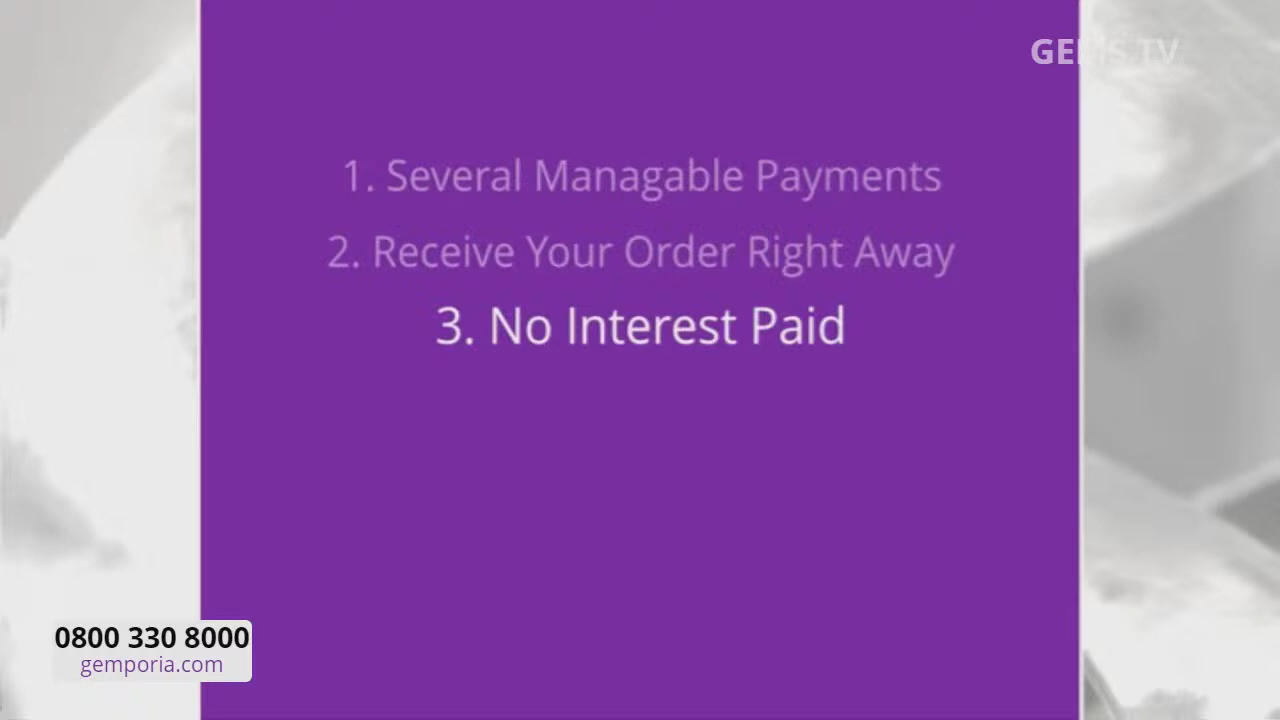 GEMS TV
1. Several Managable Payments
2. Receive Your Order Right Away
3. No Interest Paid
0800 330 8000
gemporia.com